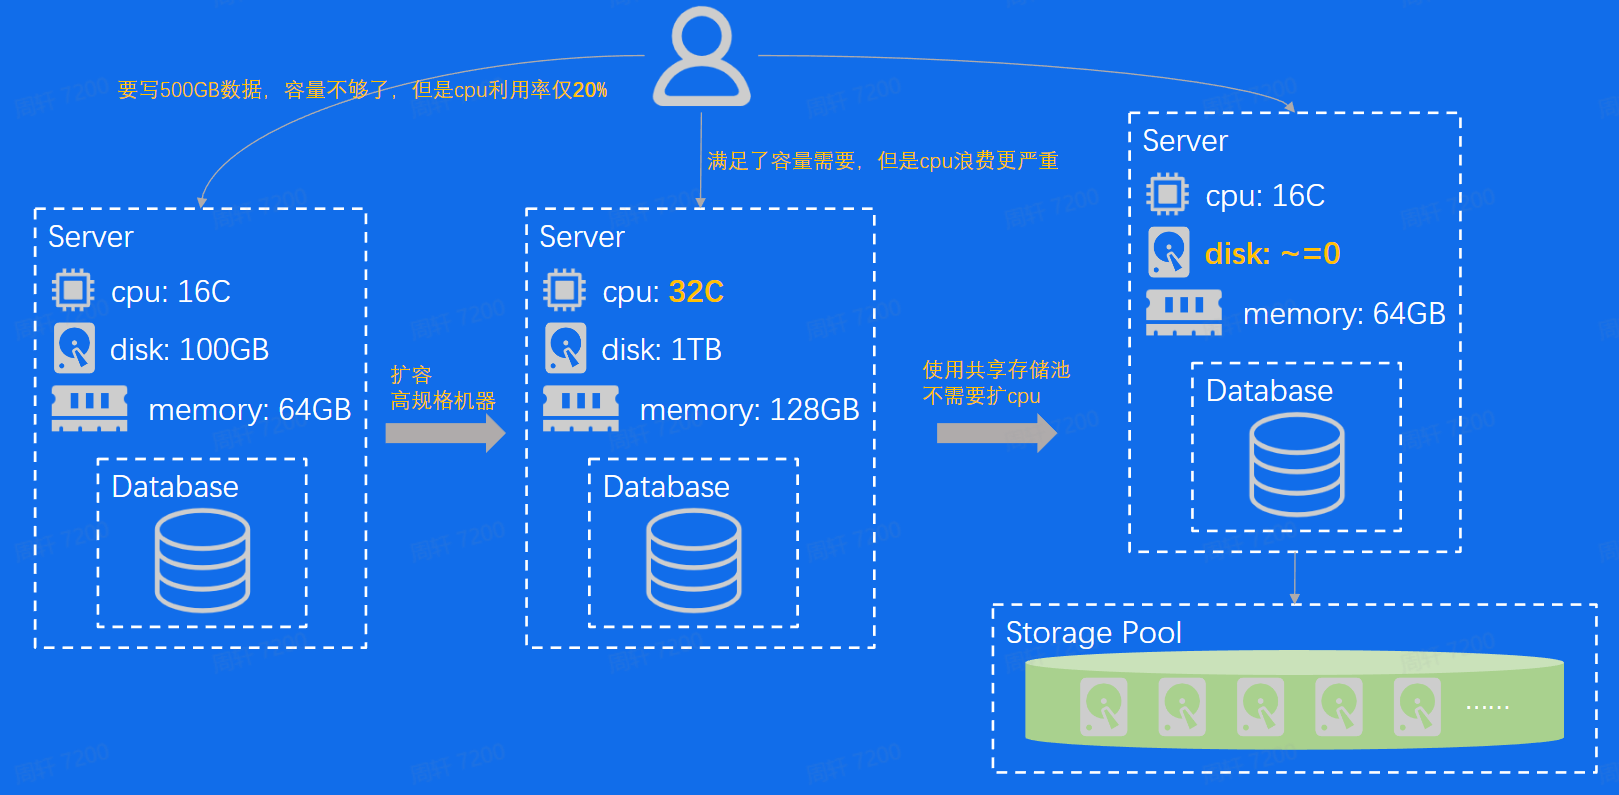 要写500GB数据，容量不够了，但是cpu利用率仅20%
满足了容量需要，但是cpu浪费更严重
Server
cpu: 16C
disk: 100GB
memory: 64GB
Database
扩容
高规格机器
Server
cpu: 32C
disk: 1TB
memory: 128GB
Database
使用共享存储池
不需要扩cpu
Server
cpu: 16C
disk: ~=0
memory: 64GB
Database
Storage Pool
......
周轩 7200